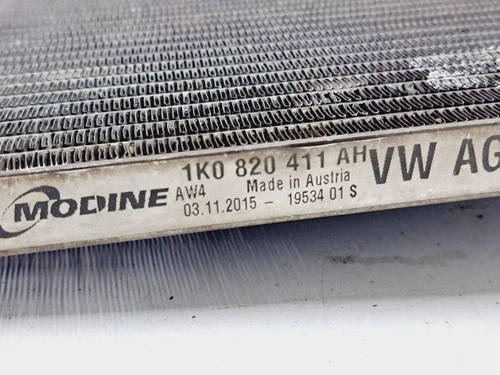 MODINE
1K0 820 411 AH VW AG
AW4 Made in Austria
03.11.2015 - 19534 01 S